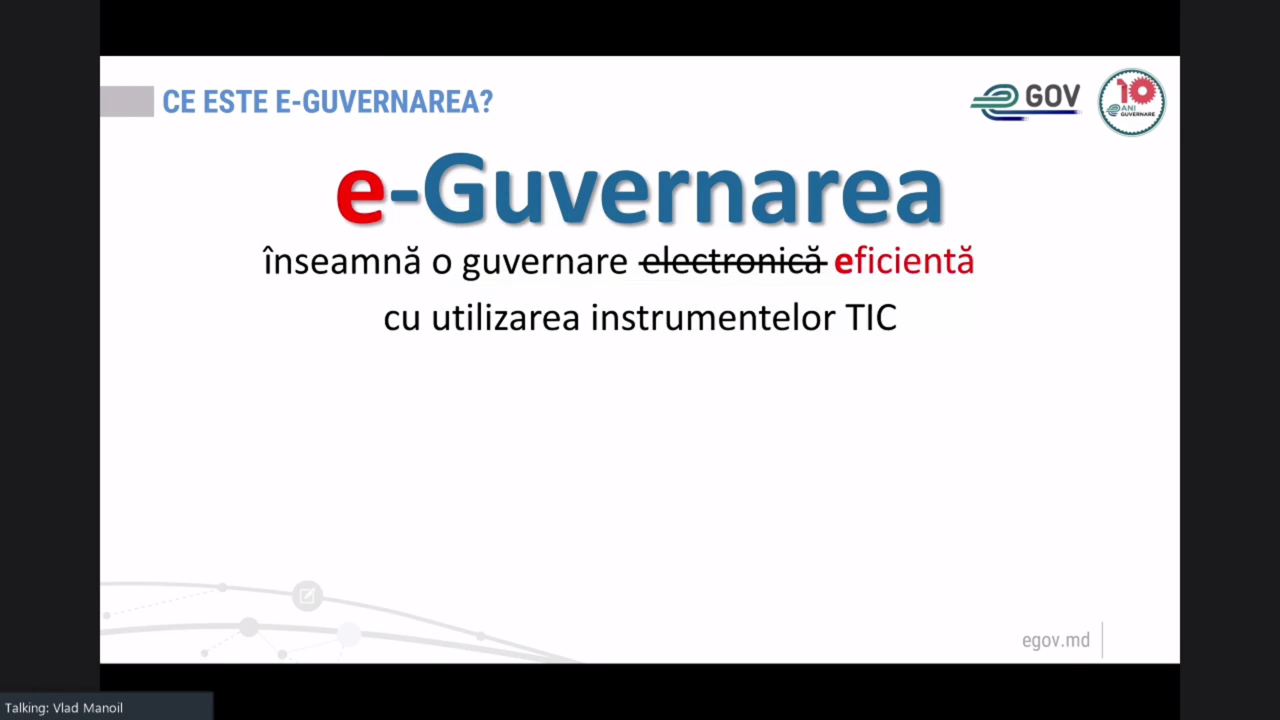 CE ESTE E-GUVERNAREA?
GOV
10
ANI
GUVERNARE
e-Guvernarea
înseamnă o guvernare electronică eficientă
cu utilizarea instrumentelor TIC
egov.md
Talking: Vlad Manoil